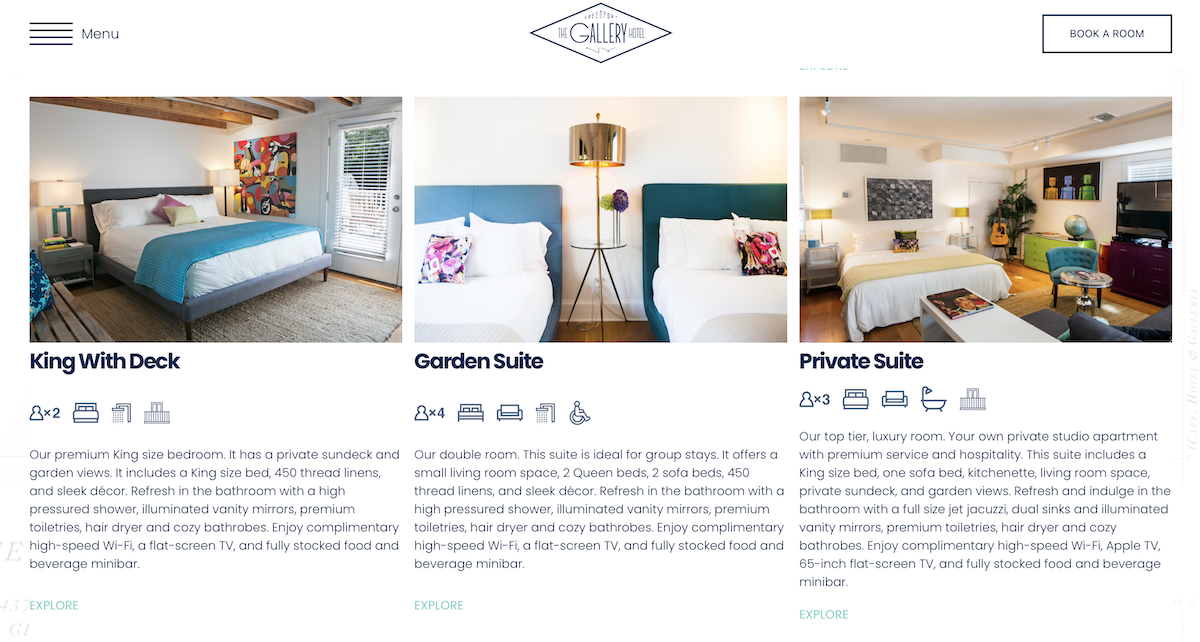 Menu
FREEPORT
THE GALLERY HOTEL
NY
BOOK A ROOM
EXPLORE
King With Deck
×2
Our premium King size bedroom. It has a private sundeck and
garden views. It includes a King size bed, 450 thread linens,
and sleek décor. Refresh in the bathroom with a high
pressured shower, illuminated vanity mirrors, premium
toiletries, hair dryer and cozy bathrobes. Enjoy complimentary
high-speed Wi-Fi, a flat-screen TV, and fully stocked food and
beverage minibar.
EXPLORE
Garden Suite
×4
Our double room. This suite is ideal for group stays. It offers a
small living room space, 2 Queen beds, 2 sofa beds, 450
thread linens, and sleek décor. Refresh in the bathroom with a
high pressured shower, illuminated vanity mirrors, premium
toiletries, hair dryer and cozy bathrobes. Enjoy complimentary
high-speed Wi-Fi, a flat-screen TV, and fully stocked food and
beverage minibar.
EXPLORE
Private Suite
×3
Our top tier, luxury room. Your own private studio apartment
with premium service and hospitality. This suite includes a
King size bed, one sofa bed, kitchenette, living room space,
private sundeck, and garden views. Refresh and indulge in the
bathroom with a full size jet jacuzzi, dual sinks and illuminated
vanity mirrors, premium toiletries, hair dryer and cozy
bathrobes. Enjoy complimentary high-speed Wi-Fi, Apple TV,
65-inch flat-screen TV, and fully stocked food and beverage
minibar.
EXPLORE